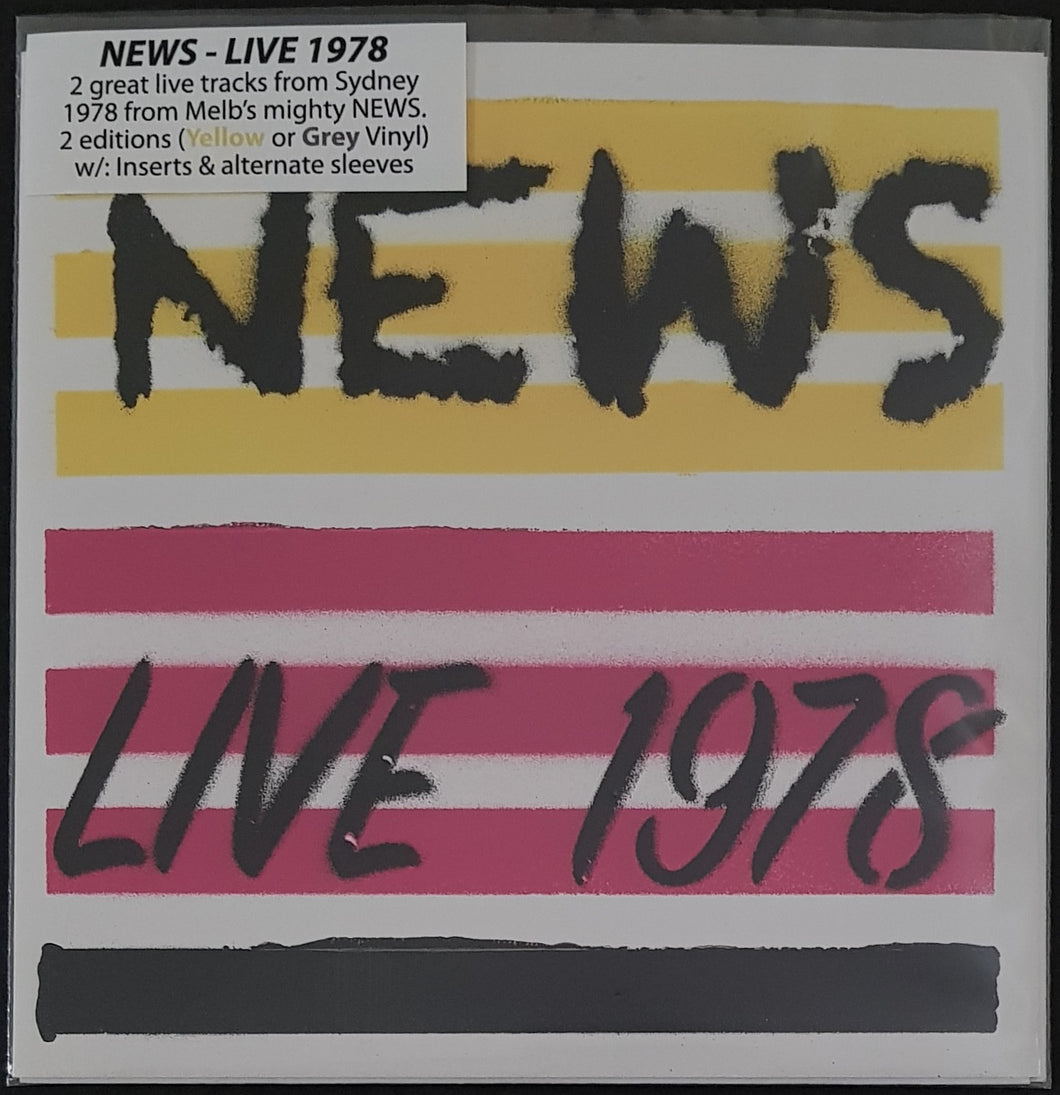 NEWS - LIVE 1978
2 great live tracks from Sydney
1978 from Melb's mighty NEWS.
2 editions (Yellow or Grey Vinyl)
w/: Inserts & alternate sleeves
NEWS
LIVE 1978